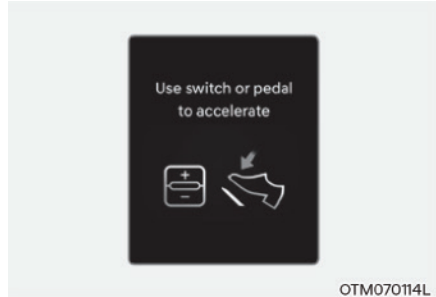 Use switch or pedal
to accelerate
+
−
OTM070114L